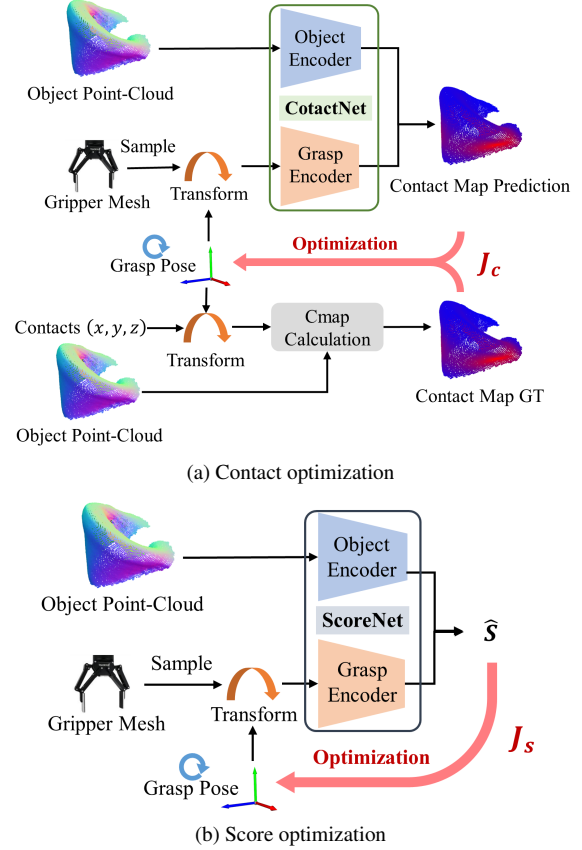 Object
Encoder
Object Point-Cloud
CotactNet
Sample
Grasp
Encoder
Gripper Mesh
Transform
Contact Map Prediction
Optimization
Grasp Pose
J_c
Contacts (x, y, z)
Transform
Cmap
Calculation
Contact Map GT
Object Point-Cloud
(a) Contact optimization
Object
Encoder
Object Point-Cloud
ScoreNet
ŝ
Sample
Grasp
Encoder
Gripper Mesh
Transform
Optimization
J_s
Grasp Pose
(b) Score optimization